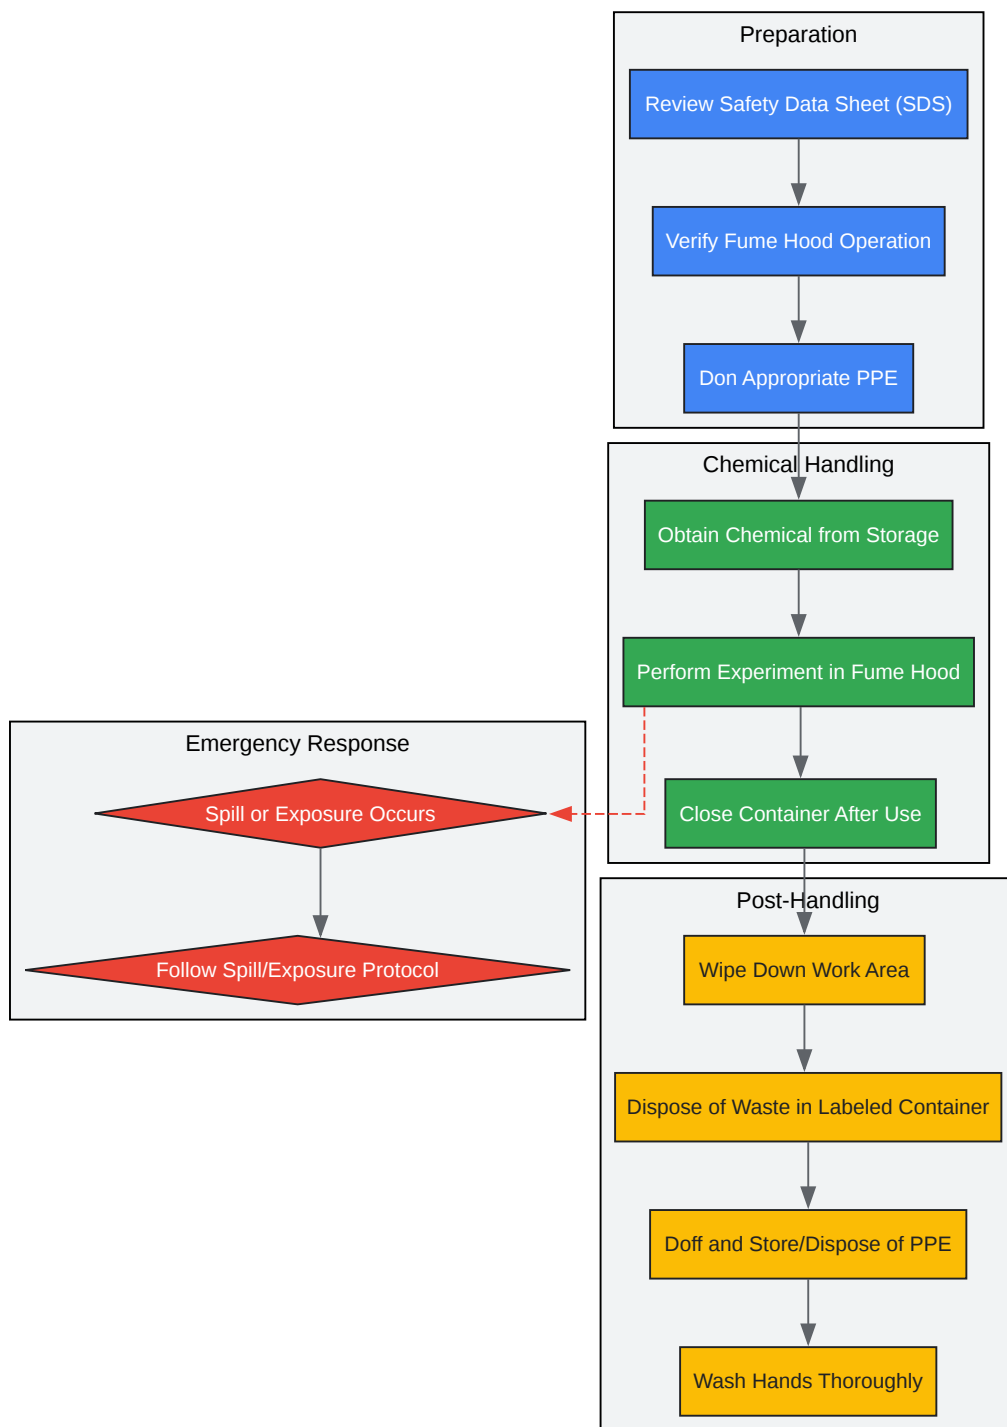 Preparation
Review Safety Data Sheet (SDS)
Verify Fume Hood Operation
Don Appropriate PPE
Chemical Handling
Obtain Chemical from Storage
Perform Experiment in Fume Hood
Close Container After Use
Emergency Response
Spill or Exposure Occurs
Follow Spill/Exposure Protocol
Post-Handling
Wipe Down Work Area
Dispose of Waste in Labeled Container
Doff and Store/Dispose of PPE
Wash Hands Thoroughly